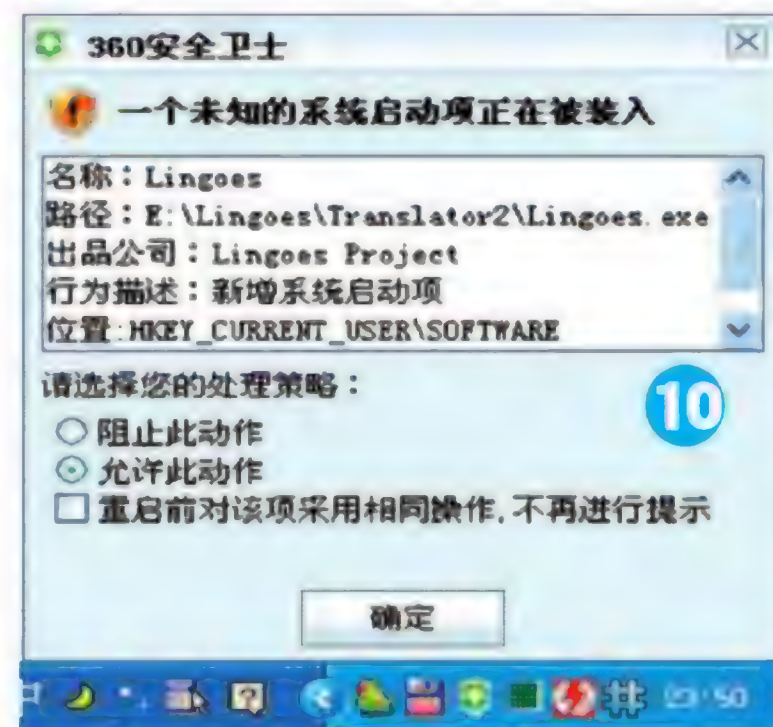 360安全卫士
一个未知的系统启动项正在被装入
名称：Lingoes
路径：E:\Lingoes\Translator2\Lingoes.exe
出品公司：Lingoes Project
行为描述：新增系统启动项
位置:HKEY_CURRENT_USER\SOFTWARE
请选择您的处理策略：
10
阻止此动作
允许此动作
重启前对该项采用相同操作,不再进行提示
确定